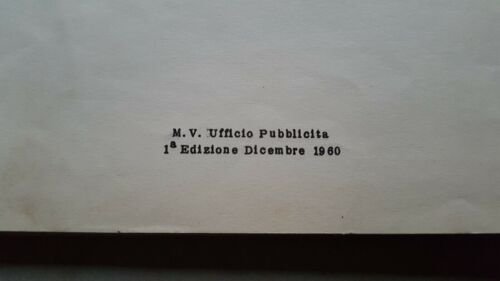 M.V. Ufficio Pubblicita
1ª Edizione Dicembre 1960